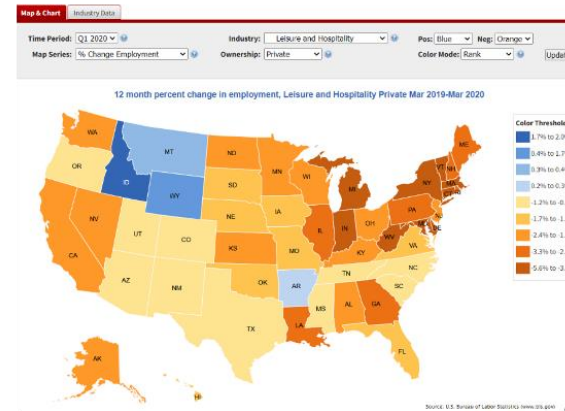 Map & Chart Industry Data
Time Period: Q1 2020 Industry: Leisure and Hospitality Pos: Blue Neg: Orange
Map Series: % Change Employment Ownership: Private Color Mode: Rank Updat
12 month percent change in employment, Leisure and Hospitality Private Mar 2019-Mar 2020
Color Threshol
1.7% to 2.0
0.4% to 1.7
0.3% to 0.4
0.2% to 0.3
-1.2% to -0.
-1.7% to -1.
-2.4% to -1.
-3.3% to -2.
-5.6% to -3.
WA MT ND MN ME
OR ID SD WI MI NY VT NH
WY MA
NV NE IA PA CT
UT CO IL IN OH NJ
CA KS MO WV DE
KY VA
AZ NM OK AR TN NC
SC
TX LA MS AL GA
AK HI FL
Source: U.S. Bureau of Labor Statistics (www.bls.gov)